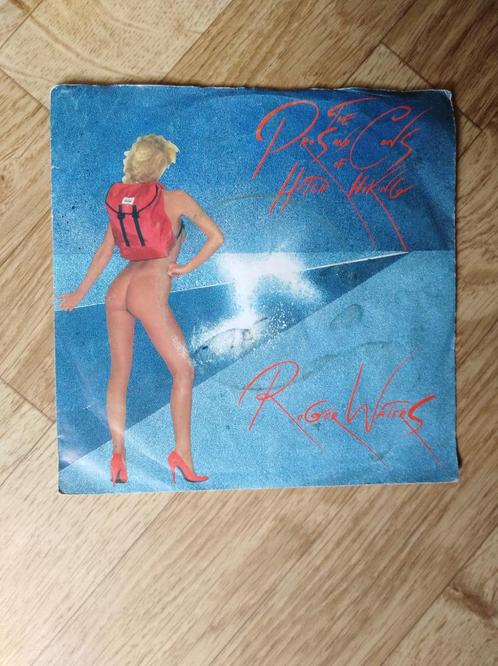 THE
PROS AND CONS
OF
HITCH HIKING
ROGER WATERS